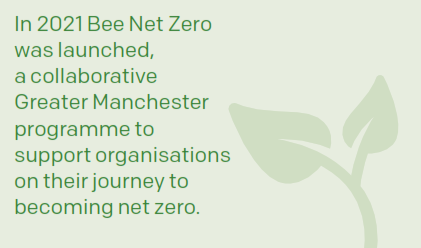 In 2021 Bee Net Zero
was launched,
a collaborative
Greater Manchester
programme to
support organisations
on their journey to
becoming net zero.